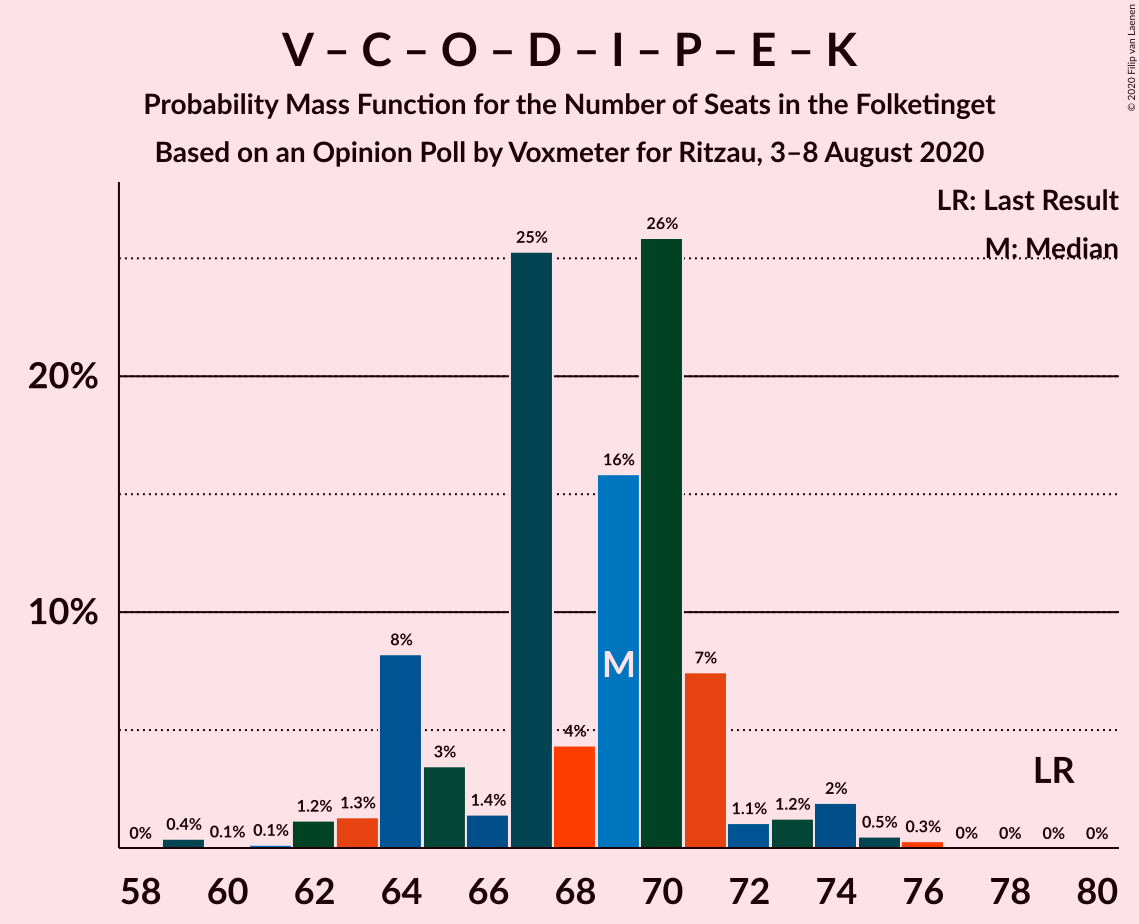 V – C – O – D – I – P – E – K
Probability Mass Function for the Number of Seats in the Folketinget
Based on an Opinion Poll by Voxmeter for Ritzau, 3–8 August 2020
© 2020 Filip van Laenen
LR: Last Result
M: Median
20%
10%
0%
0.4%
0.1%
0.1%
1.2%
1.3%
8%
3%
1.4%
25%
4%
16%
26%
7%
1.1%
1.2%
2%
0.5%
0.3%
0%
0%
0%
0%
M
LR
58 60 62 64 66 68 70 72 74 76 78 80